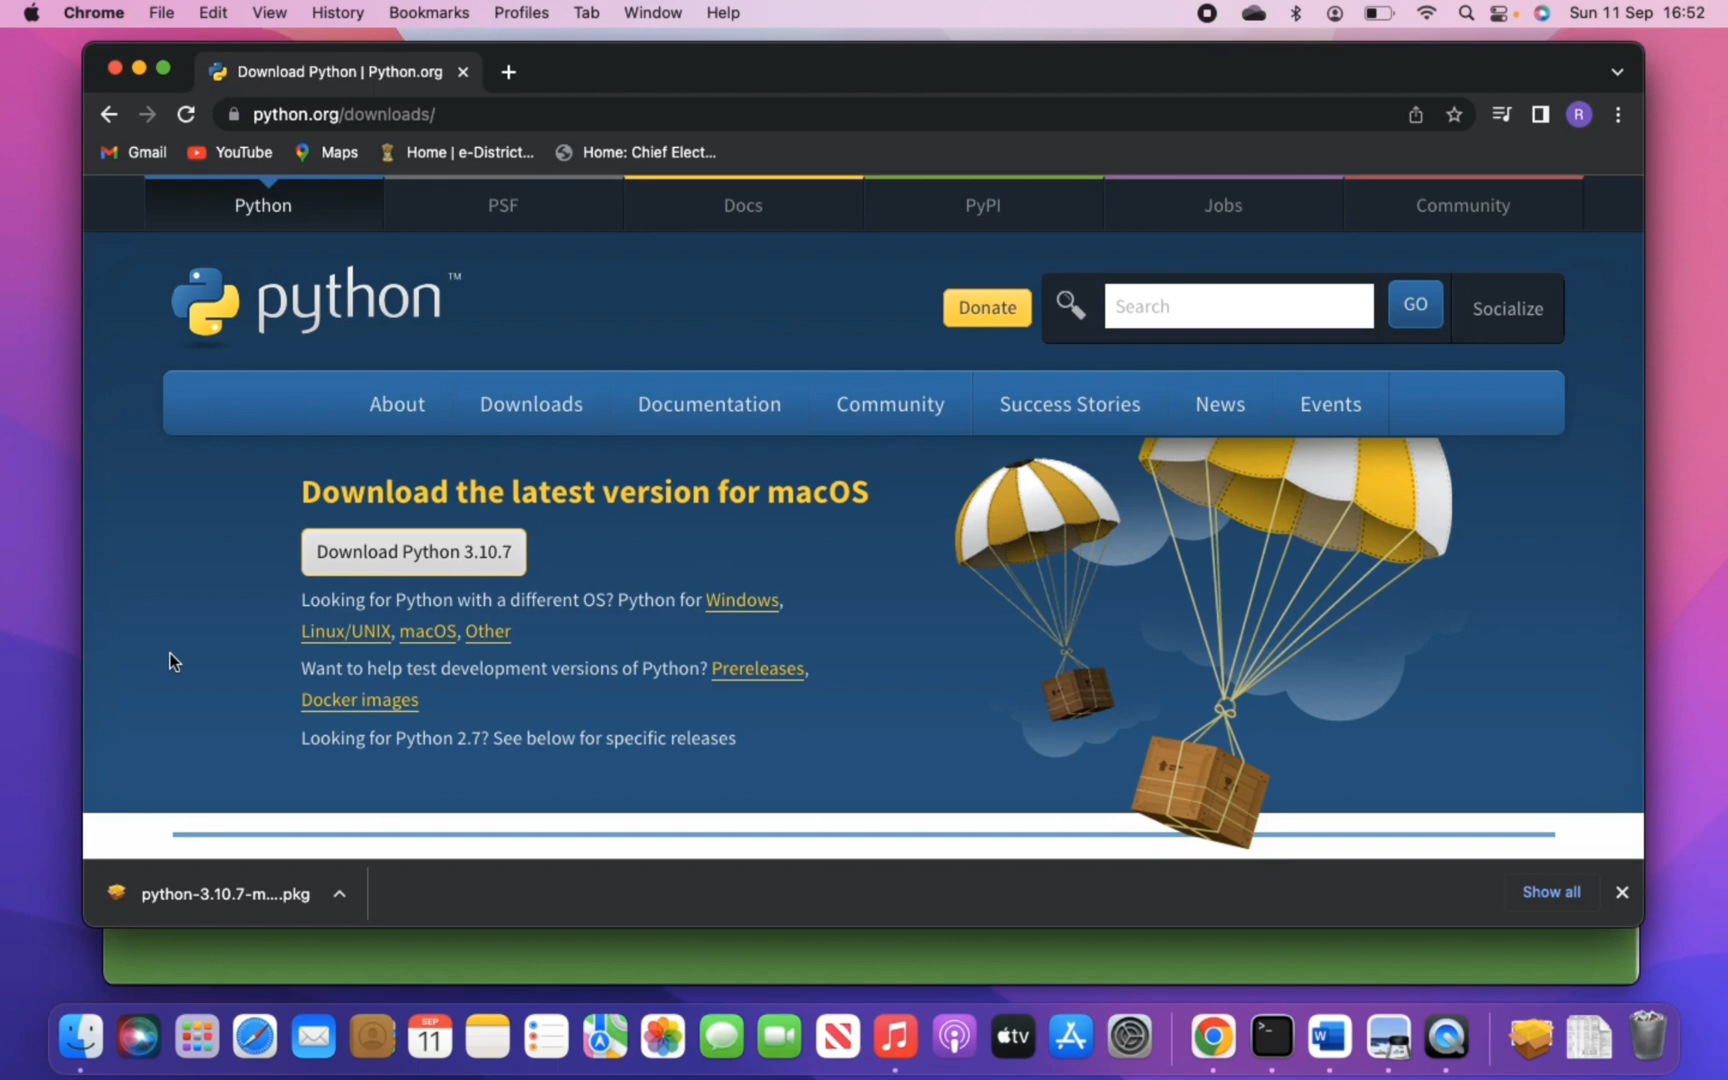 Chrome File Edit View History Bookmarks Profiles Tab Window Help Sun 11 Sep 16:52
Download Python | Python.org
python.org/downloads/ R
Gmail YouTube Maps Home | e-District... Home: Chief Elect...
Python PSF Docs PyPI Jobs Community
python™ Donate Search GO Socialize
About Downloads Documentation Community Success Stories News Events
Download the latest version for macOS
Download Python 3.10.7
Looking for Python with a different OS? Python for Windows,
Linux/UNIX, macOS, Other
Want to help test development versions of Python? Prereleases,
Docker images
Looking for Python 2.7? See below for specific releases
python-3.10.7-m....pkg Show all
SEP
11 tv >_ W